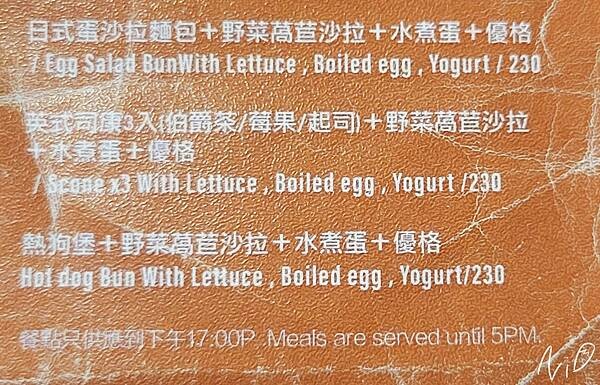 日式蛋沙拉麵包＋野菜萵苣沙拉＋水煮蛋＋優格
/ Egg Salad BunWith Lettuce , Boiled egg , Yogurt / 230
英式司康3入(伯爵茶/莓果/起司)＋野菜萵苣沙拉
＋水煮蛋＋優格
/ Scone x3 With Lettuce , Boiled egg , Yogurt /230
熱狗堡＋野菜萵苣沙拉＋水煮蛋＋優格
Hot dog Bun With Lettuce , Boiled egg , Yogurt/230
餐點只供應到下午17:00P Meals are served until 5PM.